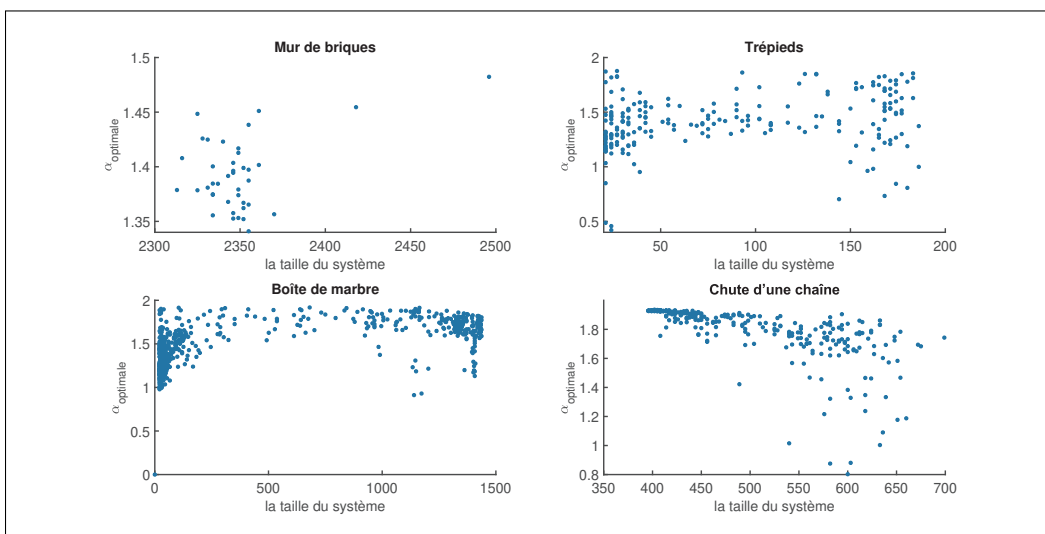 Mur de briques
1.5
1.45
1.4
1.35
2300 2350 2400 2450 2500
la taille du système
α optimale
Trépieds
2
1.5
1
0.5
50 100 150 200
la taille du système
α optimale
Boîte de marbre
2
1.5
1
0.5
0
0 500 1000 1500
la taille du système
α optimale
Chute d'une chaîne
1.8
1.6
1.4
1.2
1
0.8
350 400 450 500 550 600 650 700
la taille du système
α optimale